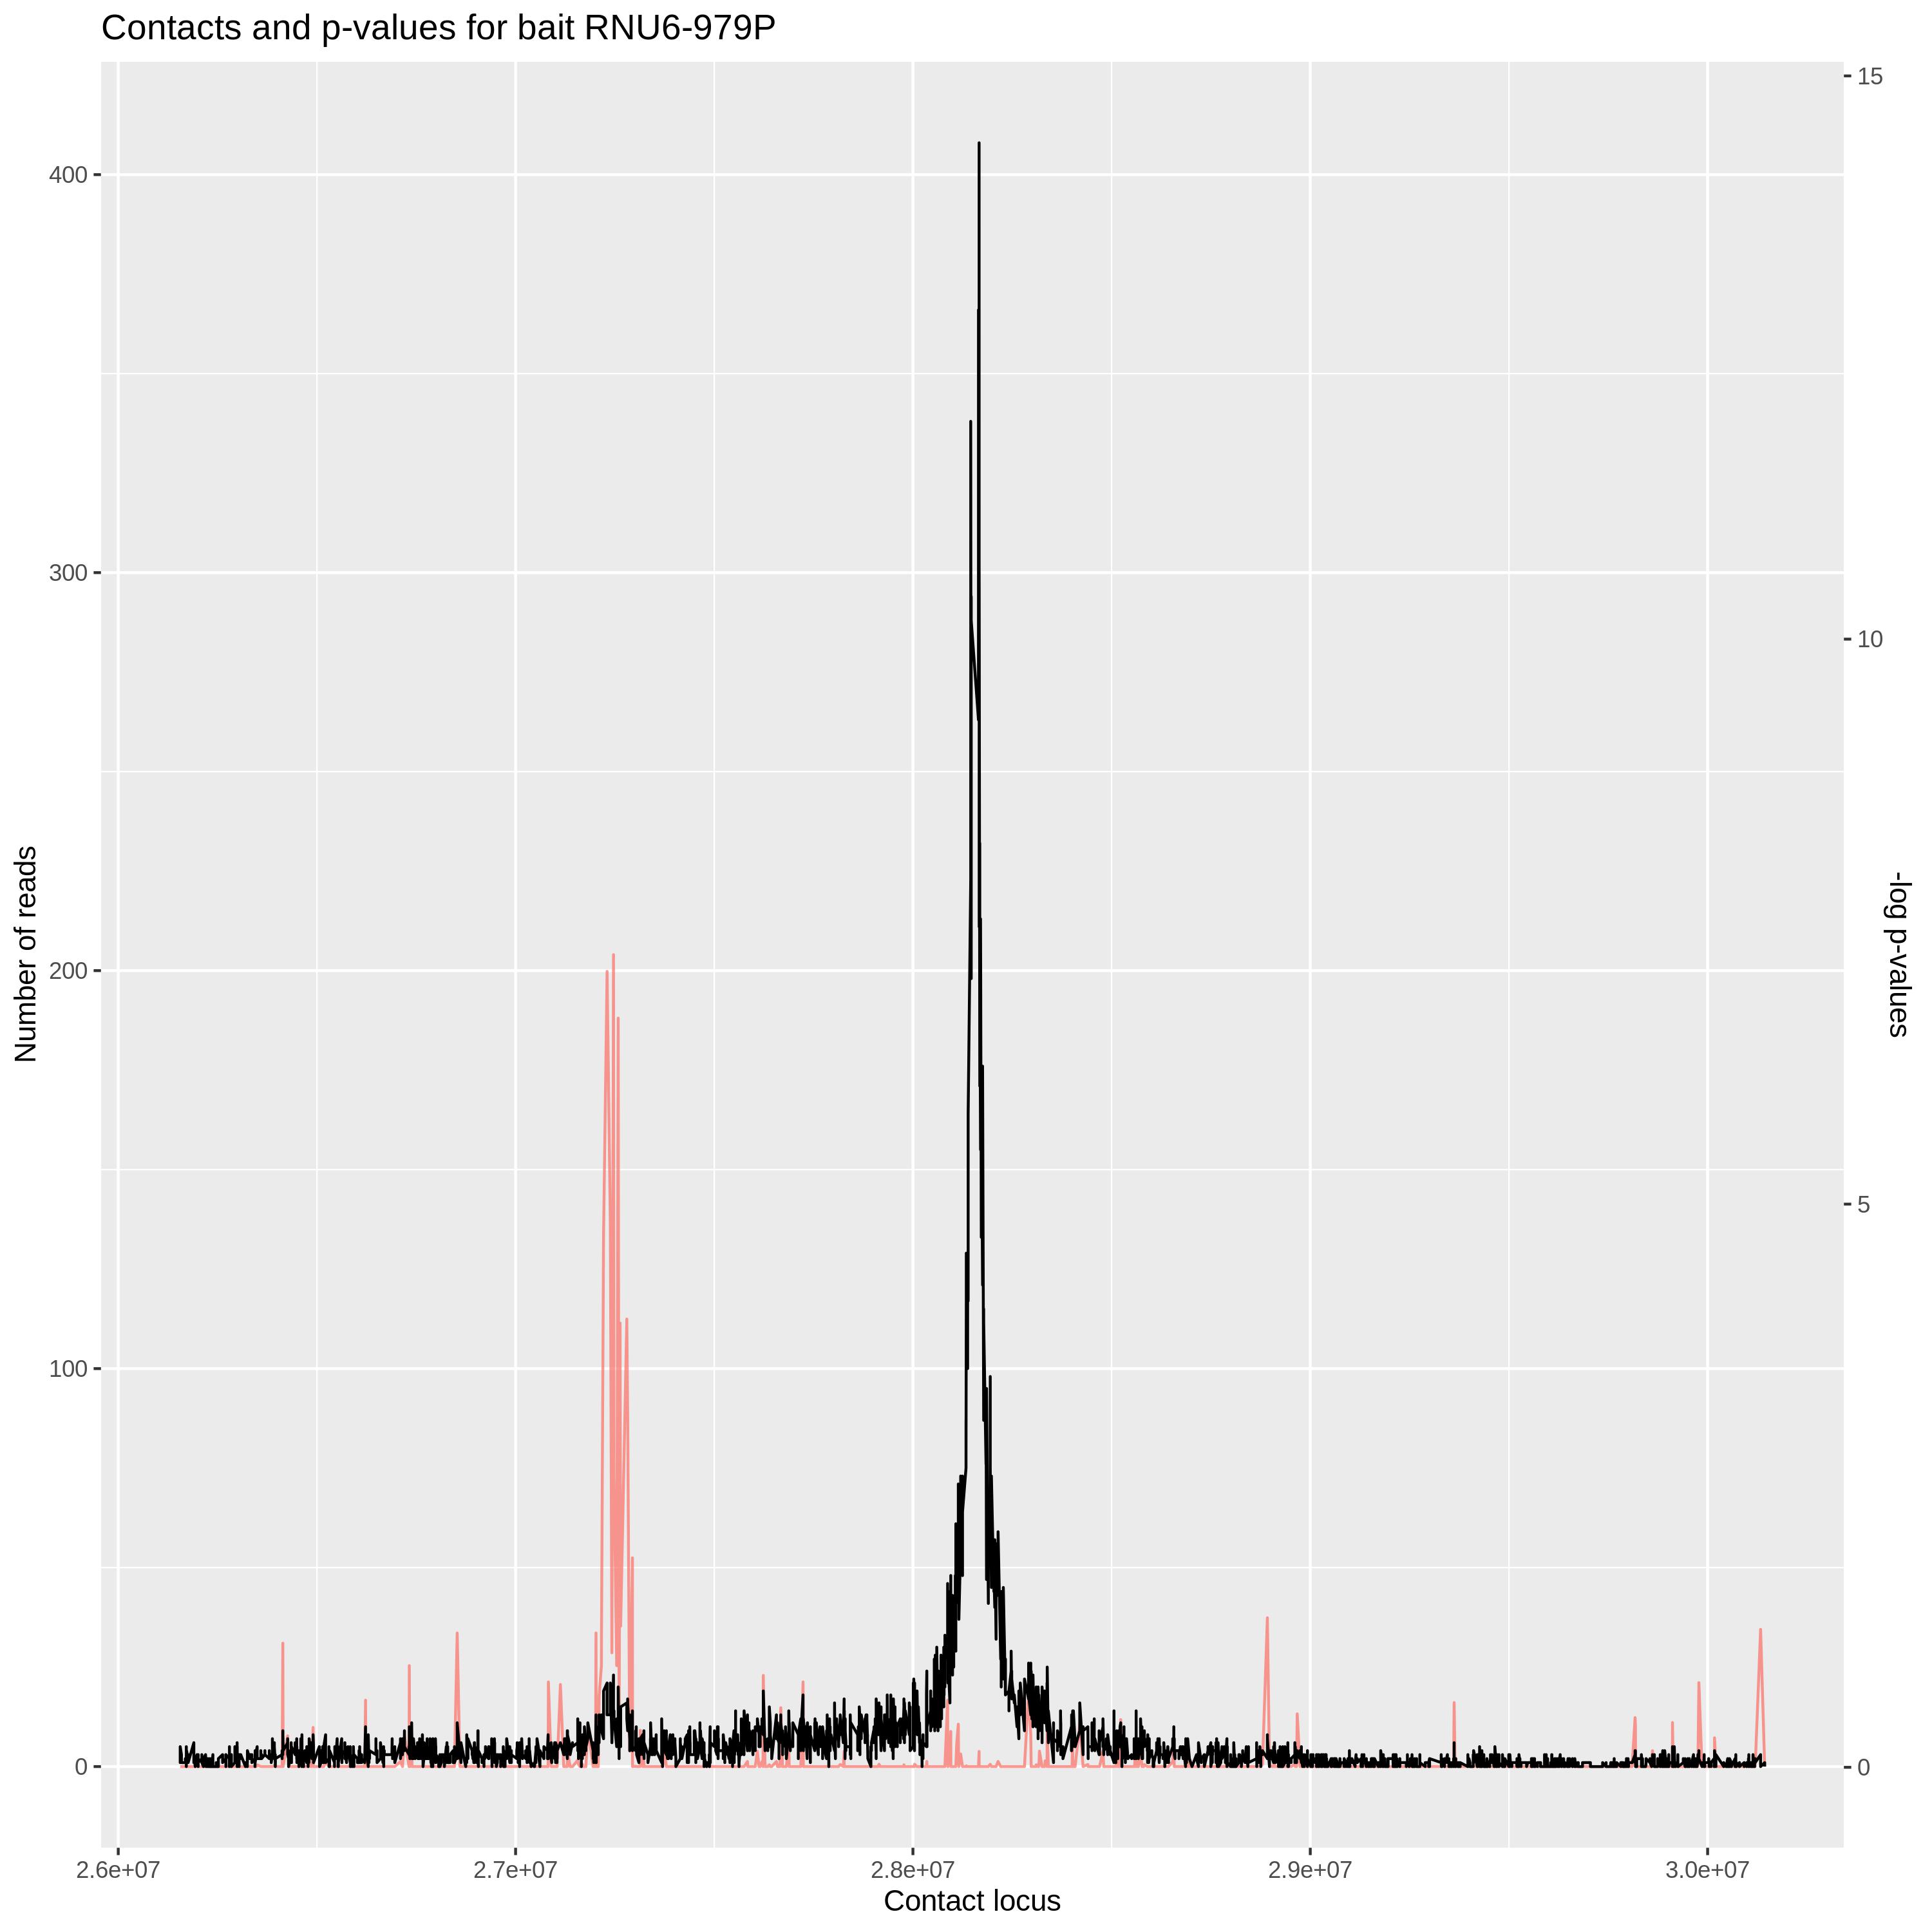 Contacts and p-values for bait RNU6-979P
Number of reads
400
300
200
100
0
15
10
5
0
-log p-values
2.6e+07
2.7e+07
2.8e+07
2.9e+07
3.0e+07
Contact locus